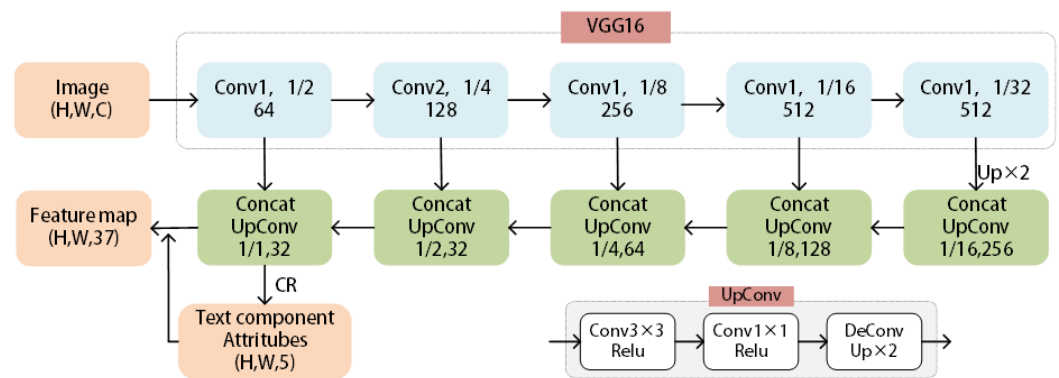 VGG16
Image
(H,W,C)
Conv1, 1/2
64
Conv2, 1/4
128
Conv1, 1/8
256
Conv1, 1/16
512
Conv1, 1/32
512
Up×2
Feature map
(H,W,37)
Concat
UpConv
1/1,32
Concat
UpConv
1/2,32
Concat
UpConv
1/4,64
Concat
UpConv
1/8,128
Concat
UpConv
1/16,256
CR
Text component
Attritubes
(H,W,5)
UpConv
Conv3×3
Relu
Conv1×1
Relu
DeConv
Up×2